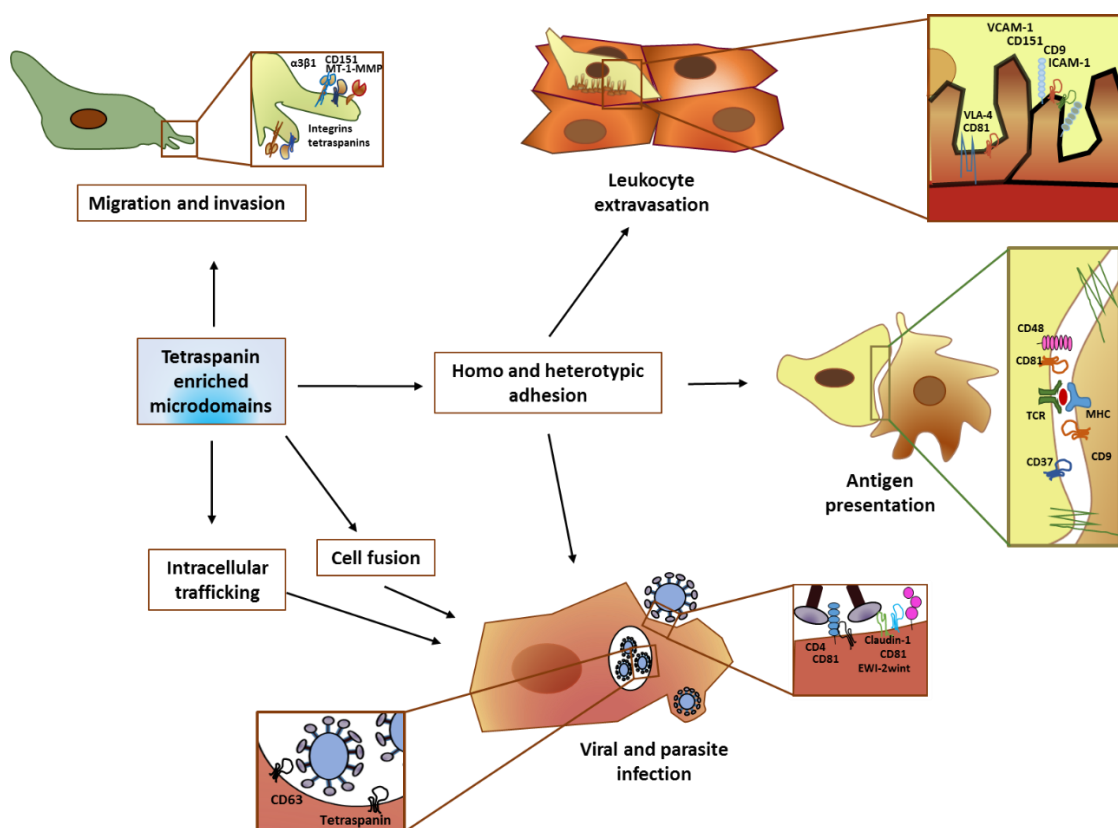 α3β1
CD151
MT-1-MMP
Integrins
tetraspanins
Migration and invasion
VCAM-1
CD151
CD9
ICAM-1
VLA-4
CD81
Leukocyte
extravasation
Tetraspanin
enriched
microdomains
Homo and heterotypic
adhesion
CD48
CD81
TCR
MHC
CD9
CD37
Antigen
presentation
Intracellular
trafficking
Cell fusion
CD4
CD81
Claudin-1
CD81
EWI-2wint
Viral and parasite
infection
CD63
Tetraspanin